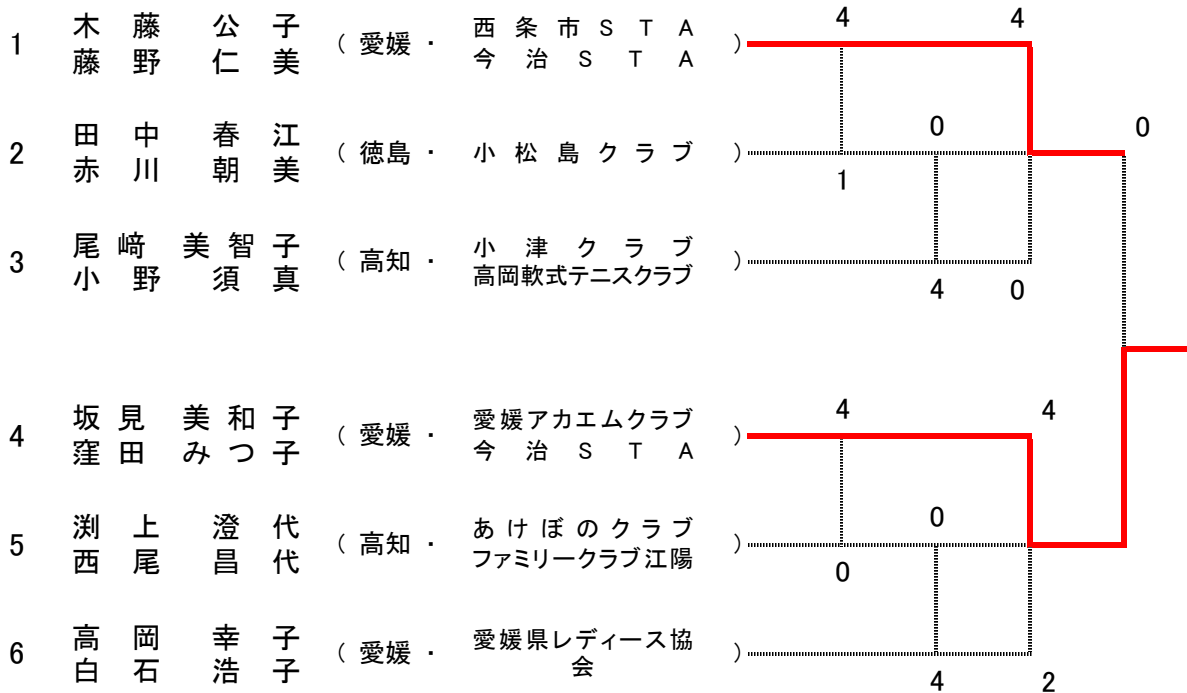 4 4
1 木藤 公子 ( 愛媛 ・ 西条市STA )
藤野 仁美 今治STA
0 0
2 田中 春江 ( 徳島 ・ 小松島クラブ )
赤川 朝美
1
3 尾﨑 美智子 ( 高知 ・ 小津クラブ )
小野 須真 高岡軟式テニスクラブ
4 0
4 4
4 坂見 美和子 ( 愛媛 ・ 愛媛アカエムクラブ )
窪田 みつ子 今治STA
0
5 渕上 澄代 ( 高知 ・ あけぼのクラブ )
西尾 昌代 ファミリークラブ江陽
0
6 高岡 幸子 ( 愛媛 ・ 愛媛県レディース協 )
白石 浩子 会
4 2